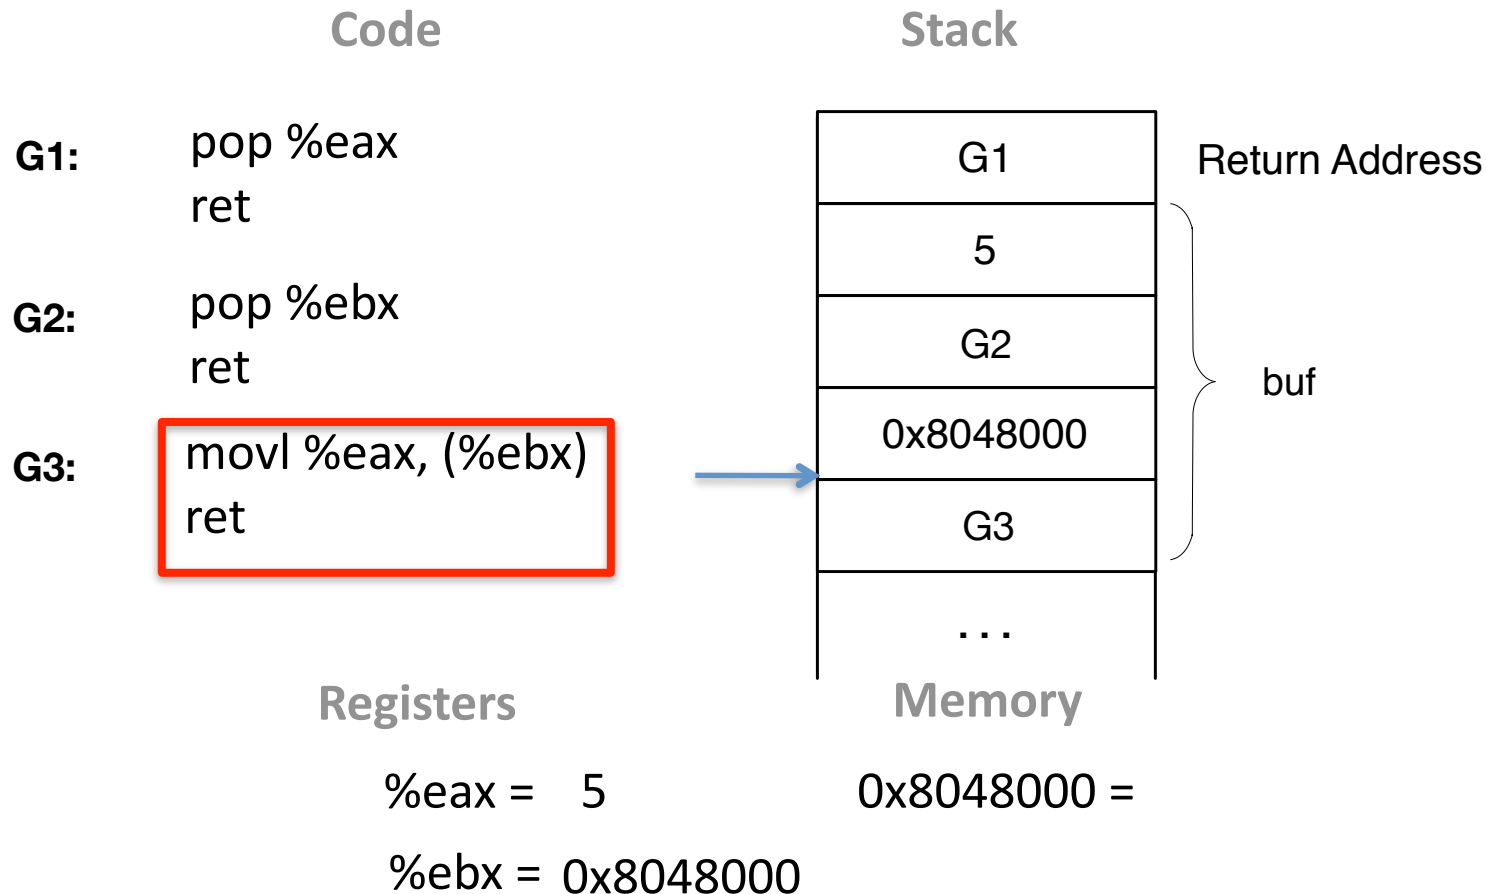 Code
Stack
G1:
pop %eax
ret
G2:
pop %ebx
ret
G3:
movl %eax, (%ebx)
ret
G1
Return Address
5
G2
0x8048000
G3
buf
...
Registers
Memory
%eax = 5
0x8048000 =
%ebx = 0x8048000